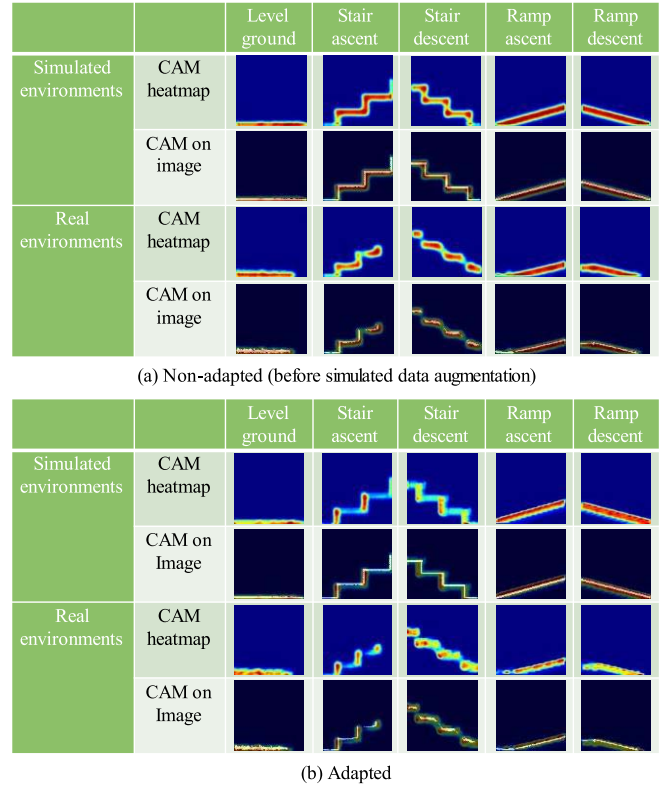 Level Stair Stair Ramp Ramp
ground ascent descent ascent descent
Simulated CAM
environments heatmap
CAM on
image
Real CAM
environments heatmap
CAM on
image
(a) Non-adapted (before simulated data augmentation)
Level Stair Stair Ramp Ramp
ground ascent descent ascent descent
Simulated CAM
environments heatmap
CAM on
Image
Real CAM
environments heatmap
CAM on
Image
(b) Adapted